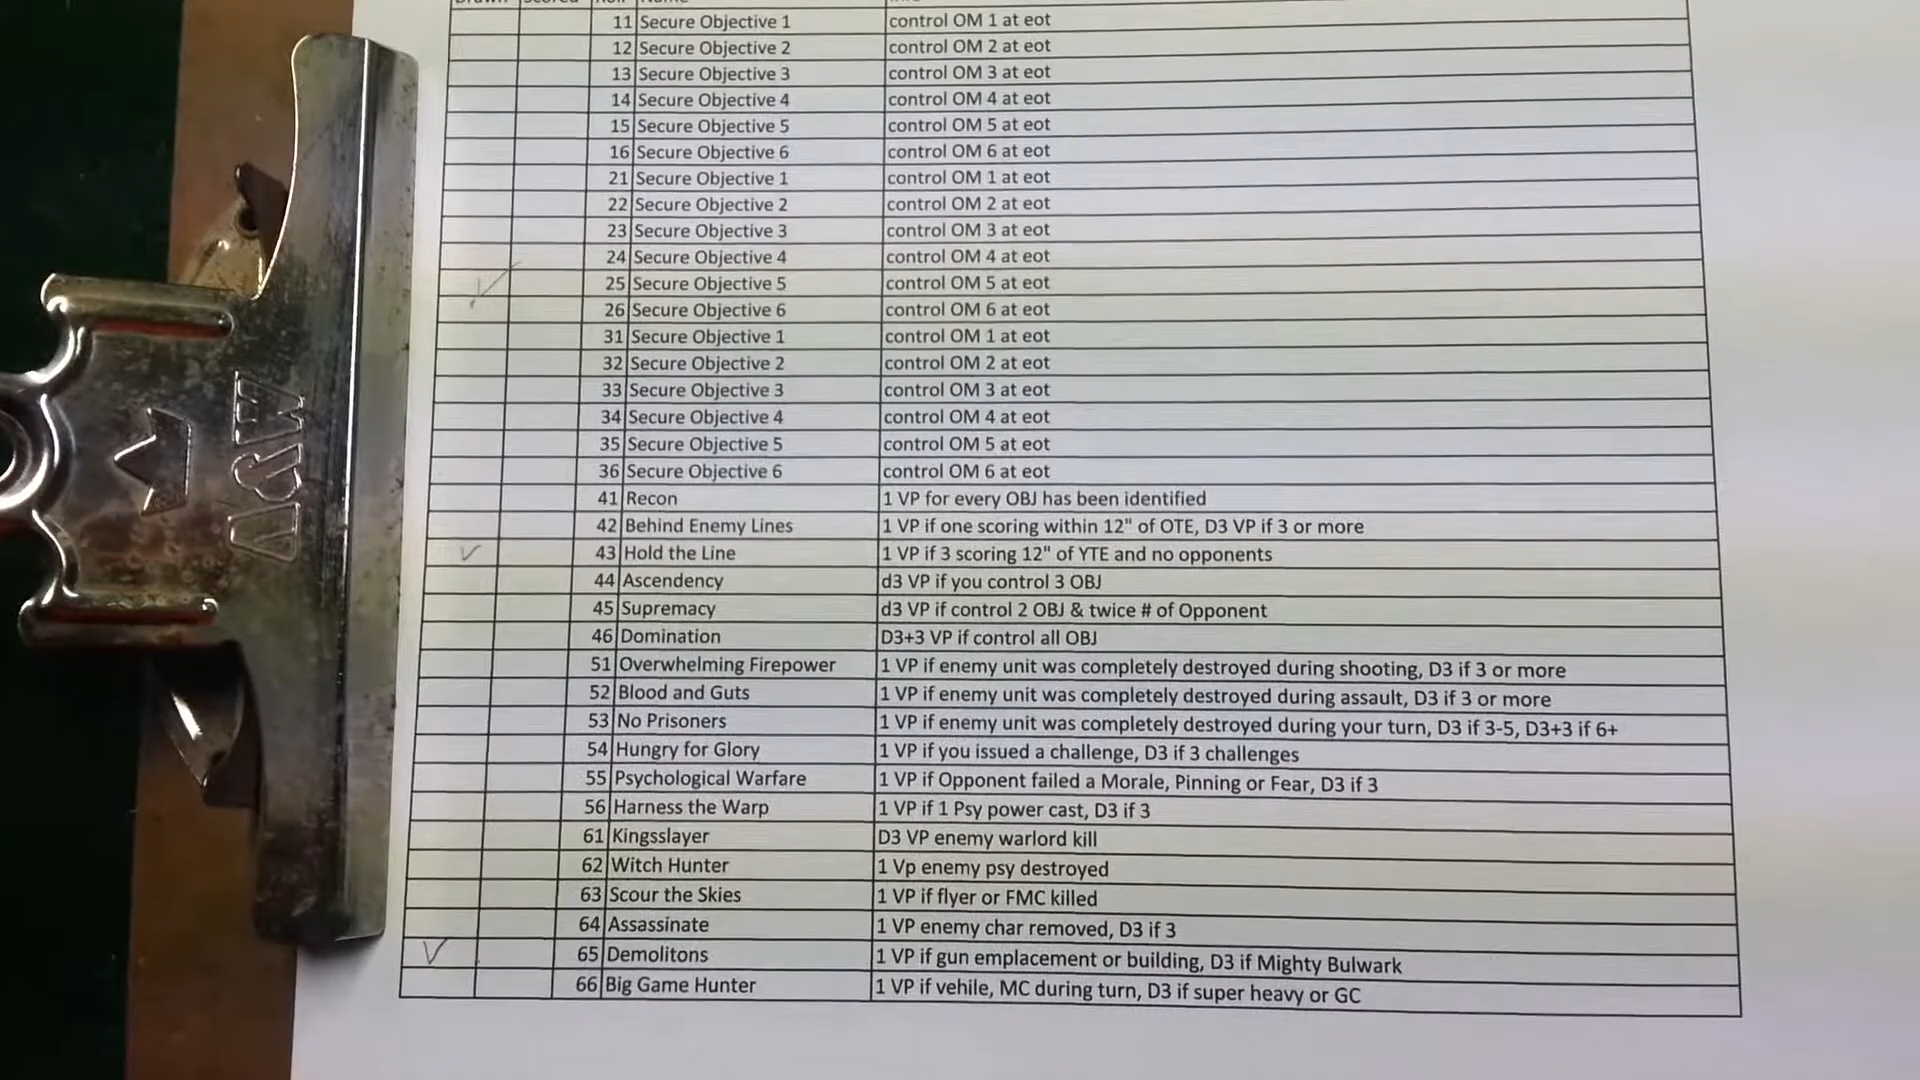 11 Secure Objective 1 control OM 1 at eot
12 Secure Objective 2 control OM 2 at eot
13 Secure Objective 3 control OM 3 at eot
14 Secure Objective 4 control OM 4 at eot
15 Secure Objective 5 control OM 5 at eot
16 Secure Objective 6 control OM 6 at eot
21 Secure Objective 1 control OM 1 at eot
22 Secure Objective 2 control OM 2 at eot
23 Secure Objective 3 control OM 3 at eot
24 Secure Objective 4 control OM 4 at eot
25 Secure Objective 5 control OM 5 at eot
26 Secure Objective 6 control OM 6 at eot
31 Secure Objective 1 control OM 1 at eot
32 Secure Objective 2 control OM 2 at eot
33 Secure Objective 3 control OM 3 at eot
34 Secure Objective 4 control OM 4 at eot
35 Secure Objective 5 control OM 5 at eot
36 Secure Objective 6 control OM 6 at eot
41 Recon 1 VP for every OBJ has been identified
42 Behind Enemy Lines 1 VP if one scoring within 12" of OTE, D3 VP if 3 or more
43 Hold the Line 1 VP if 3 scoring 12" of YTE and no opponents
44 Ascendency d3 VP if you control 3 OBJ
45 Supremacy d3 VP if control 2 OBJ & twice # of Opponent
46 Domination D3+3 VP if control all OBJ
51 Overwhelming Firepower 1 VP if enemy unit was completely destroyed during shooting, D3 if 3 or more
52 Blood and Guts 1 VP if enemy unit was completely destroyed during assault, D3 if 3 or more
53 No Prisoners 1 VP if enemy unit was completely destroyed during your turn, D3 if 3-5, D3+3 if 6+
54 Hungry for Glory 1 VP if you issued a challenge, D3 if 3 challenges
55 Psychological Warfare 1 VP if Opponent failed a Morale, Pinning or Fear, D3 if 3
56 Harness the Warp 1 VP if 1 Psy power cast, D3 if 3
61 Kingsslayer D3 VP enemy warlord kill
62 Witch Hunter 1 Vp enemy psy destroyed
63 Scour the Skies 1 VP if flyer or FMC killed
64 Assassinate 1 VP enemy char removed, D3 if 3
65 Demolitons 1 VP if gun emplacement or building, D3 if Mighty Bulwark
66 Big Game Hunter 1 VP if vehile, MC during turn, D3 if super heavy or GC